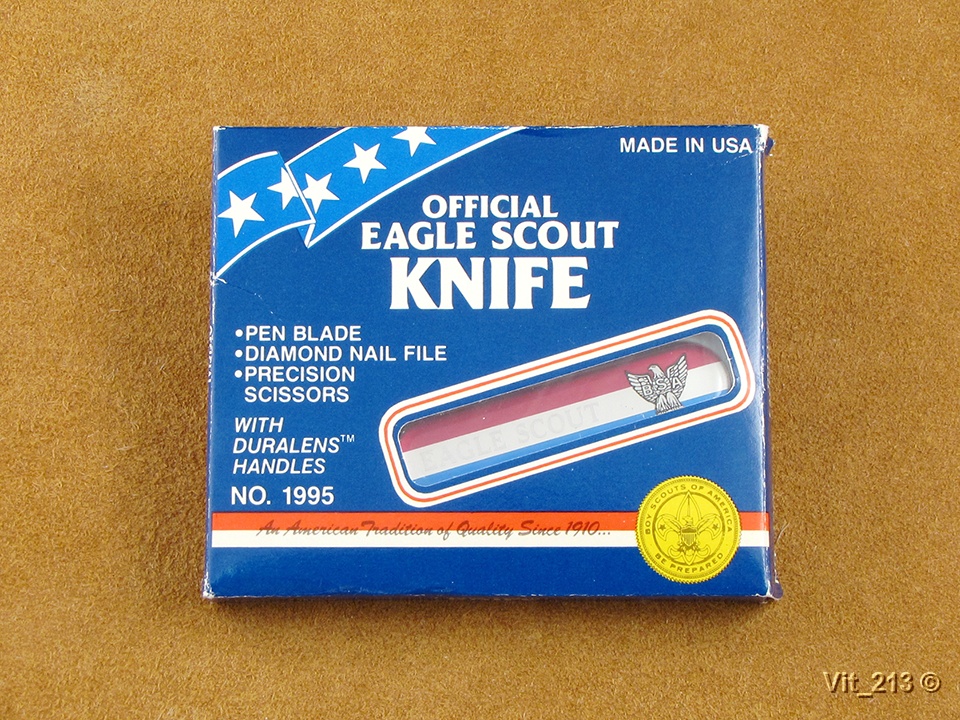 MADE IN USA
OFFICIAL
EAGLE SCOUT
KNIFE
•PEN BLADE
•DIAMOND NAIL FILE
•PRECISION
SCISSORS
WITH
DURALENS™
HANDLES
NO. 1995
BSA
EAGLE SCOUT
An American Tradition of Quality Since 1910...
BOY SCOUTS OF AMERICA
BE PREPARED
Vit_213 ©